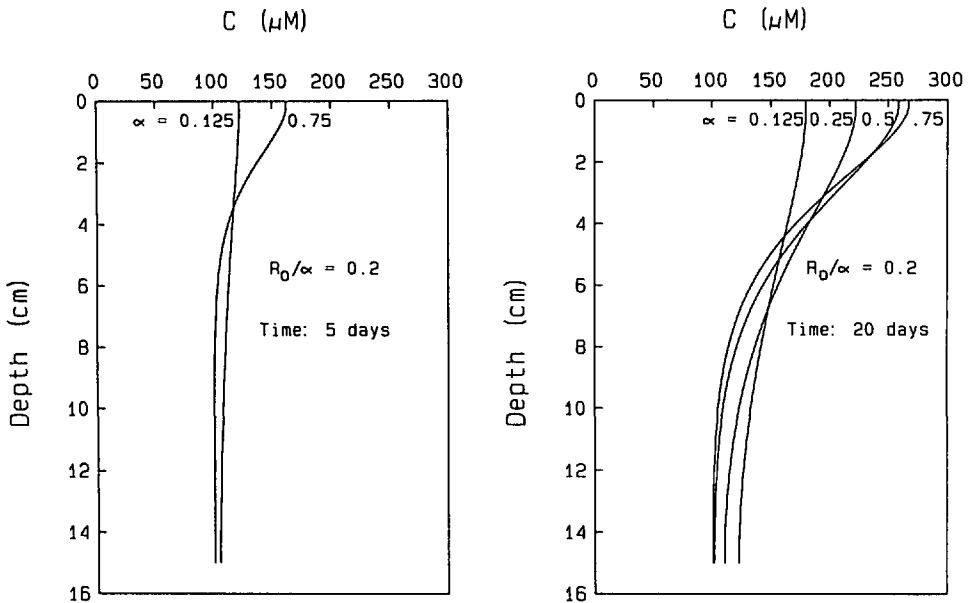 C (µM)
0 50 100 150 200 250 300
0
2
4
6
8
10
12
14
16
Depth (cm)
α = 0.125 0.75
R₀/α = 0.2
Time: 5 days
C (µM)
0 50 100 150 200 250 300
0
2
4
6
8
10
12
14
16
Depth (cm)
α = 0.125 0.25 0.5 .75
R₀/α = 0.2
Time: 20 days